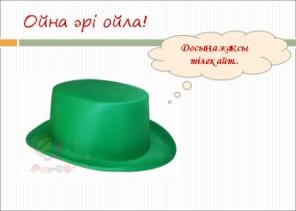 Ойна әрі ойла!
Досыңа жақсы
тілек айт..